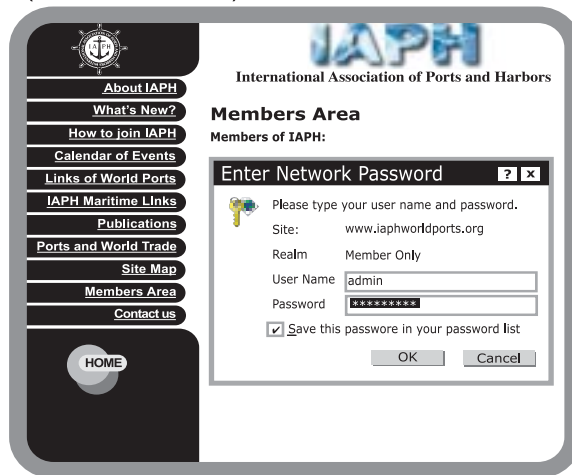 IAPH
IAPH
International Association of Ports and Harbors
About IAPH
What's New?
How to join IAPH
Calendar of Events
Links of World Ports
IAPH Maritime LInks
Publications
Ports and World Trade
Site Map
Members Area
Contact us
HOME
Members Area
Members of IAPH:
Enter Network Password ? x
Please type your user name and password.
Site: www.iaphworldports.org
Realm Member Only
User Name admin
Password *********
Save this passwore in your password list
OK Cancel